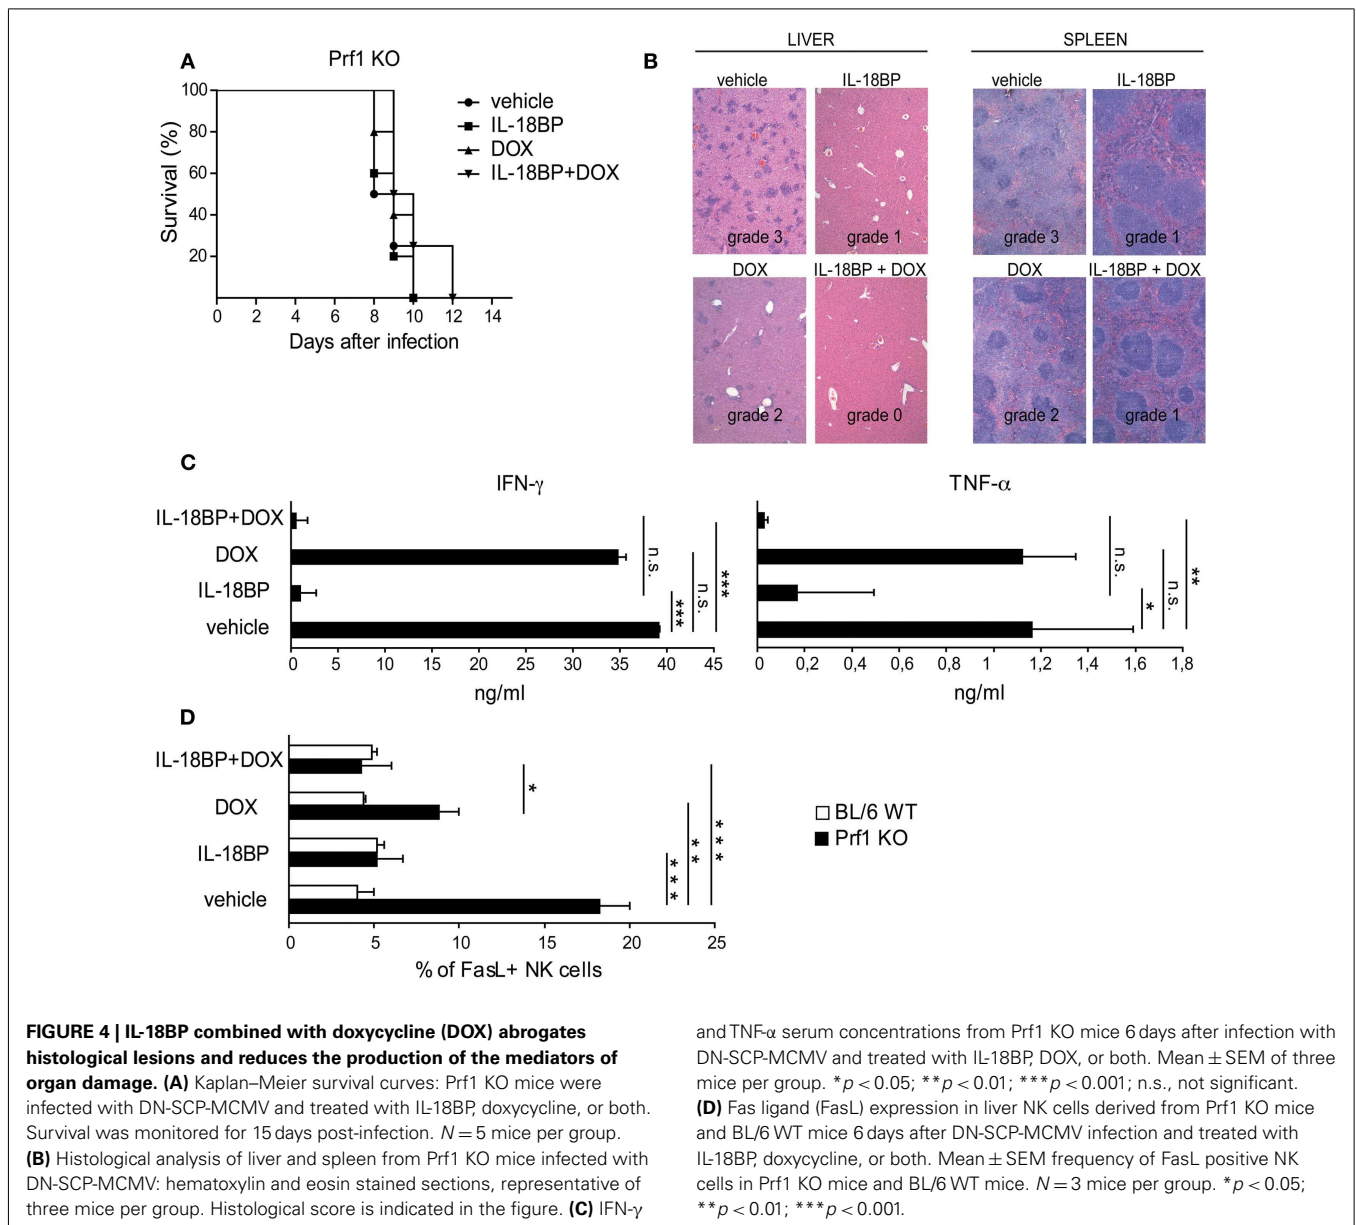 A
Prf1 KO
100
80
60
40
20
Survival (%)
0 2 4 6 8 10 12 14
Days after infection
vehicle
IL-18BP
DOX
IL-18BP+DOX
B
LIVER
SPLEEN
vehicle IL-18BP
grade 3 grade 1
DOX IL-18BP + DOX
grade 2 grade 0
vehicle IL-18BP
grade 3 grade 1
DOX IL-18BP + DOX
grade 2 grade 1
C
IFN-γ
IL-18BP+DOX
DOX
IL-18BP
vehicle
n.s.
***
n.s.
***
0 5 10 15 20 25 30 35 40 45
ng/ml
TNF-α
n.s.
*
n.s.
**
0 0,2 0,4 0,6 0,8 1 1,2 1,4 1,6 1,8
ng/ml
D
IL-18BP+DOX
DOX
IL-18BP
vehicle
*
***
**
***
0 5 10 15 20 25
% of FasL+ NK cells
BL/6 WT
Prf1 KO
FIGURE 4 | IL-18BP combined with doxycycline (DOX) abrogates
histological lesions and reduces the production of the mediators of
organ damage. (A) Kaplan–Meier survival curves: Prf1 KO mice were
infected with DN-SCP-MCMV and treated with IL-18BP, doxycycline, or both.
Survival was monitored for 15 days post-infection. N = 5 mice per group.
(B) Histological analysis of liver and spleen from Prf1 KO mice infected with
DN-SCP-MCMV: hematoxylin and eosin stained sections, representative of
three mice per group. Histological score is indicated in the figure. (C) IFN-γ
and TNF-α serum concentrations from Prf1 KO mice 6 days after infection with
DN-SCP-MCMV and treated with IL-18BP, DOX, or both. Mean ± SEM of three
mice per group. *p < 0.05; **p < 0.01; ***p < 0.001; n.s., not significant.
(D) Fas ligand (FasL) expression in liver NK cells derived from Prf1 KO mice
and BL/6 WT mice 6 days after DN-SCP-MCMV infection and treated with
IL-18BP, doxycycline, or both. Mean ± SEM frequency of FasL positive NK
cells in Prf1 KO mice and BL/6 WT mice. N = 3 mice per group. *p < 0.05;
**p < 0.01; ***p < 0.001.